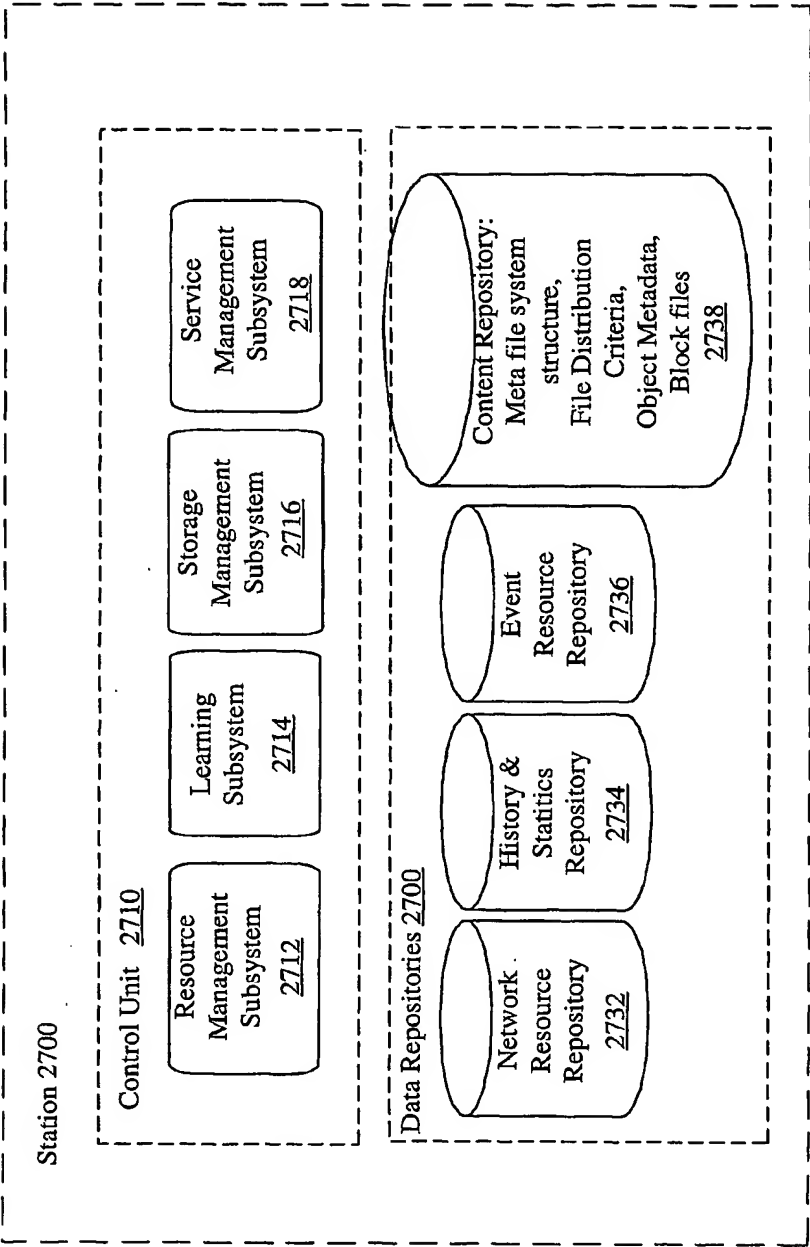 Station 2700
Control Unit 2710
Resource
Management
Subsystem
2712
Learning
Subsystem
2714
Storage
Management
Subsystem
2716
Service
Management
Subsystem
2718
Data Repositories 2700
Network
Resource
Repository
2732
History &
Statitics
Repository
2734
Event
Resource
Repository
2736
Content Repository:
Meta file system
structure,
File Distribution
Criteria,
Object Metadata,
Block files
2738